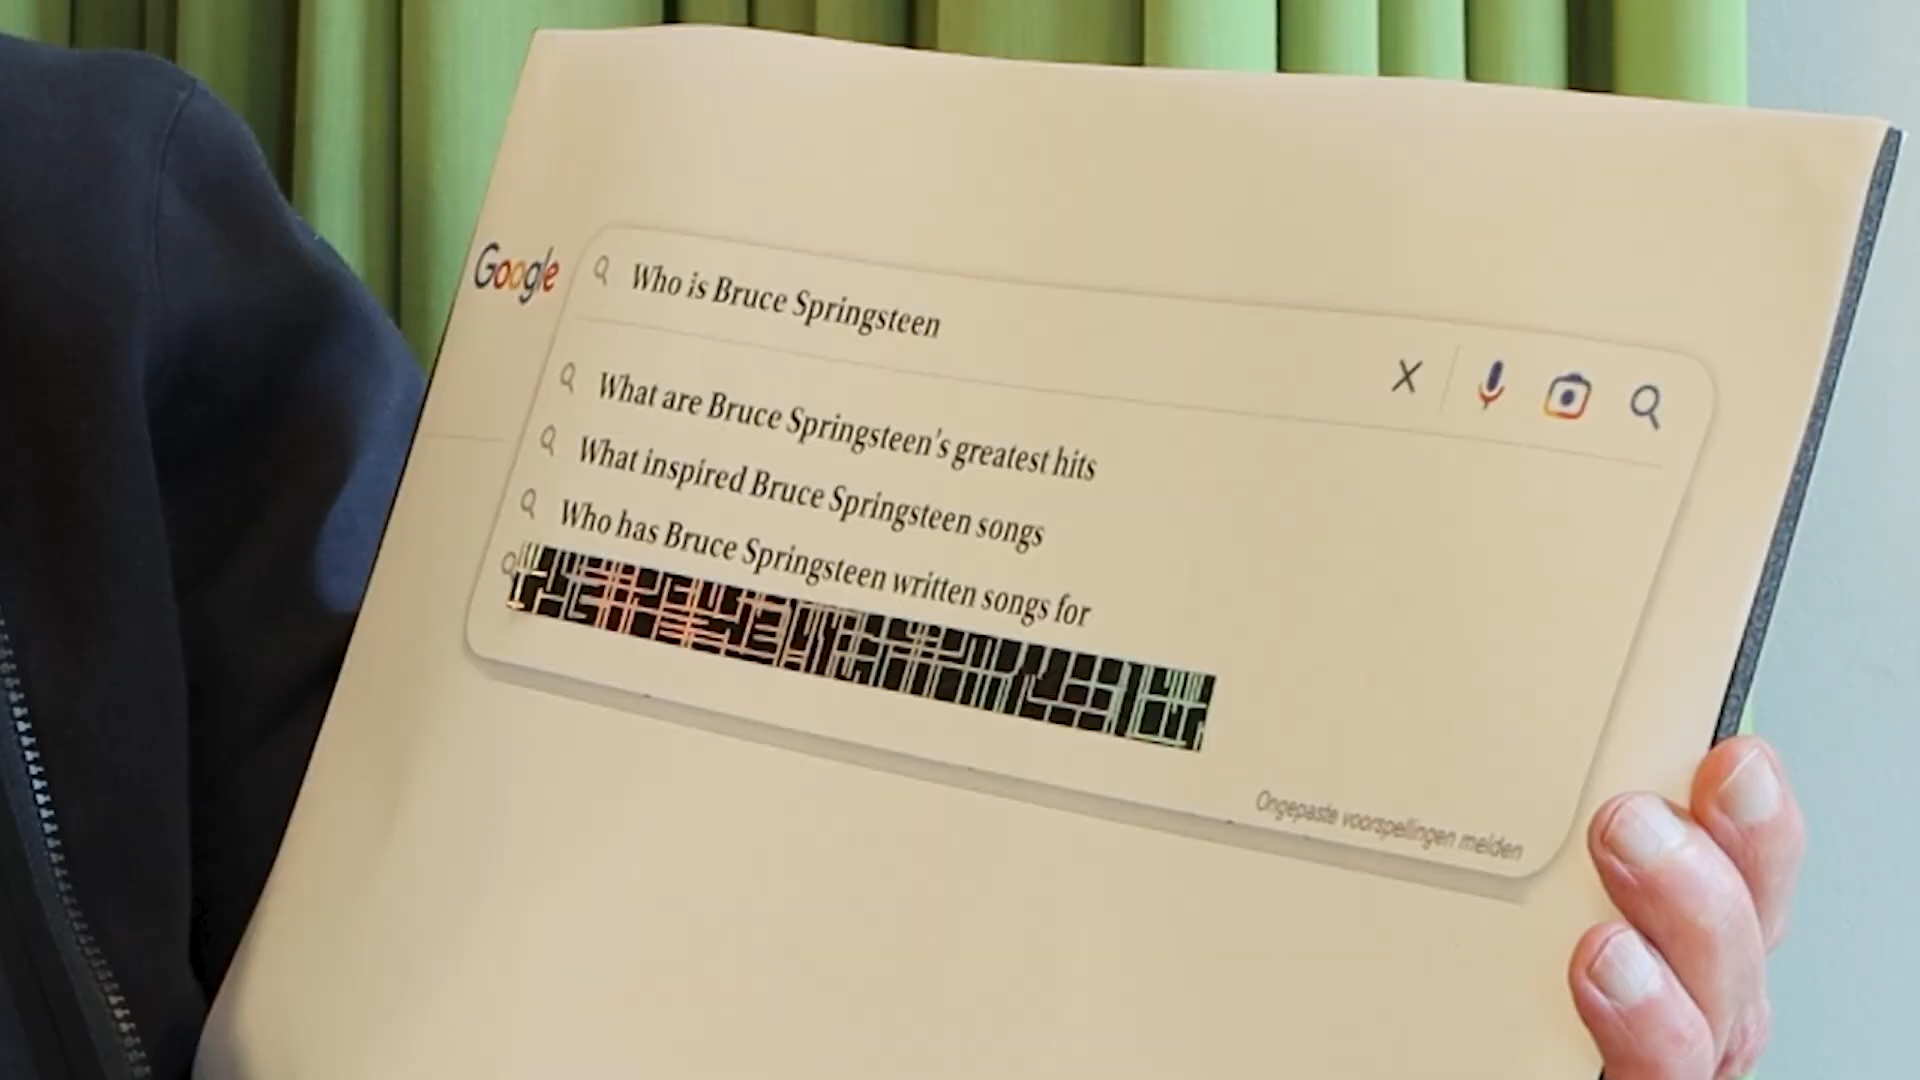 Google
Who is Bruce Springsteen
What are Bruce Springsteen's greatest hits
What inspired Bruce Springsteen songs
Who has Bruce Springsteen written songs for
Ongepaste voorspellingen melden